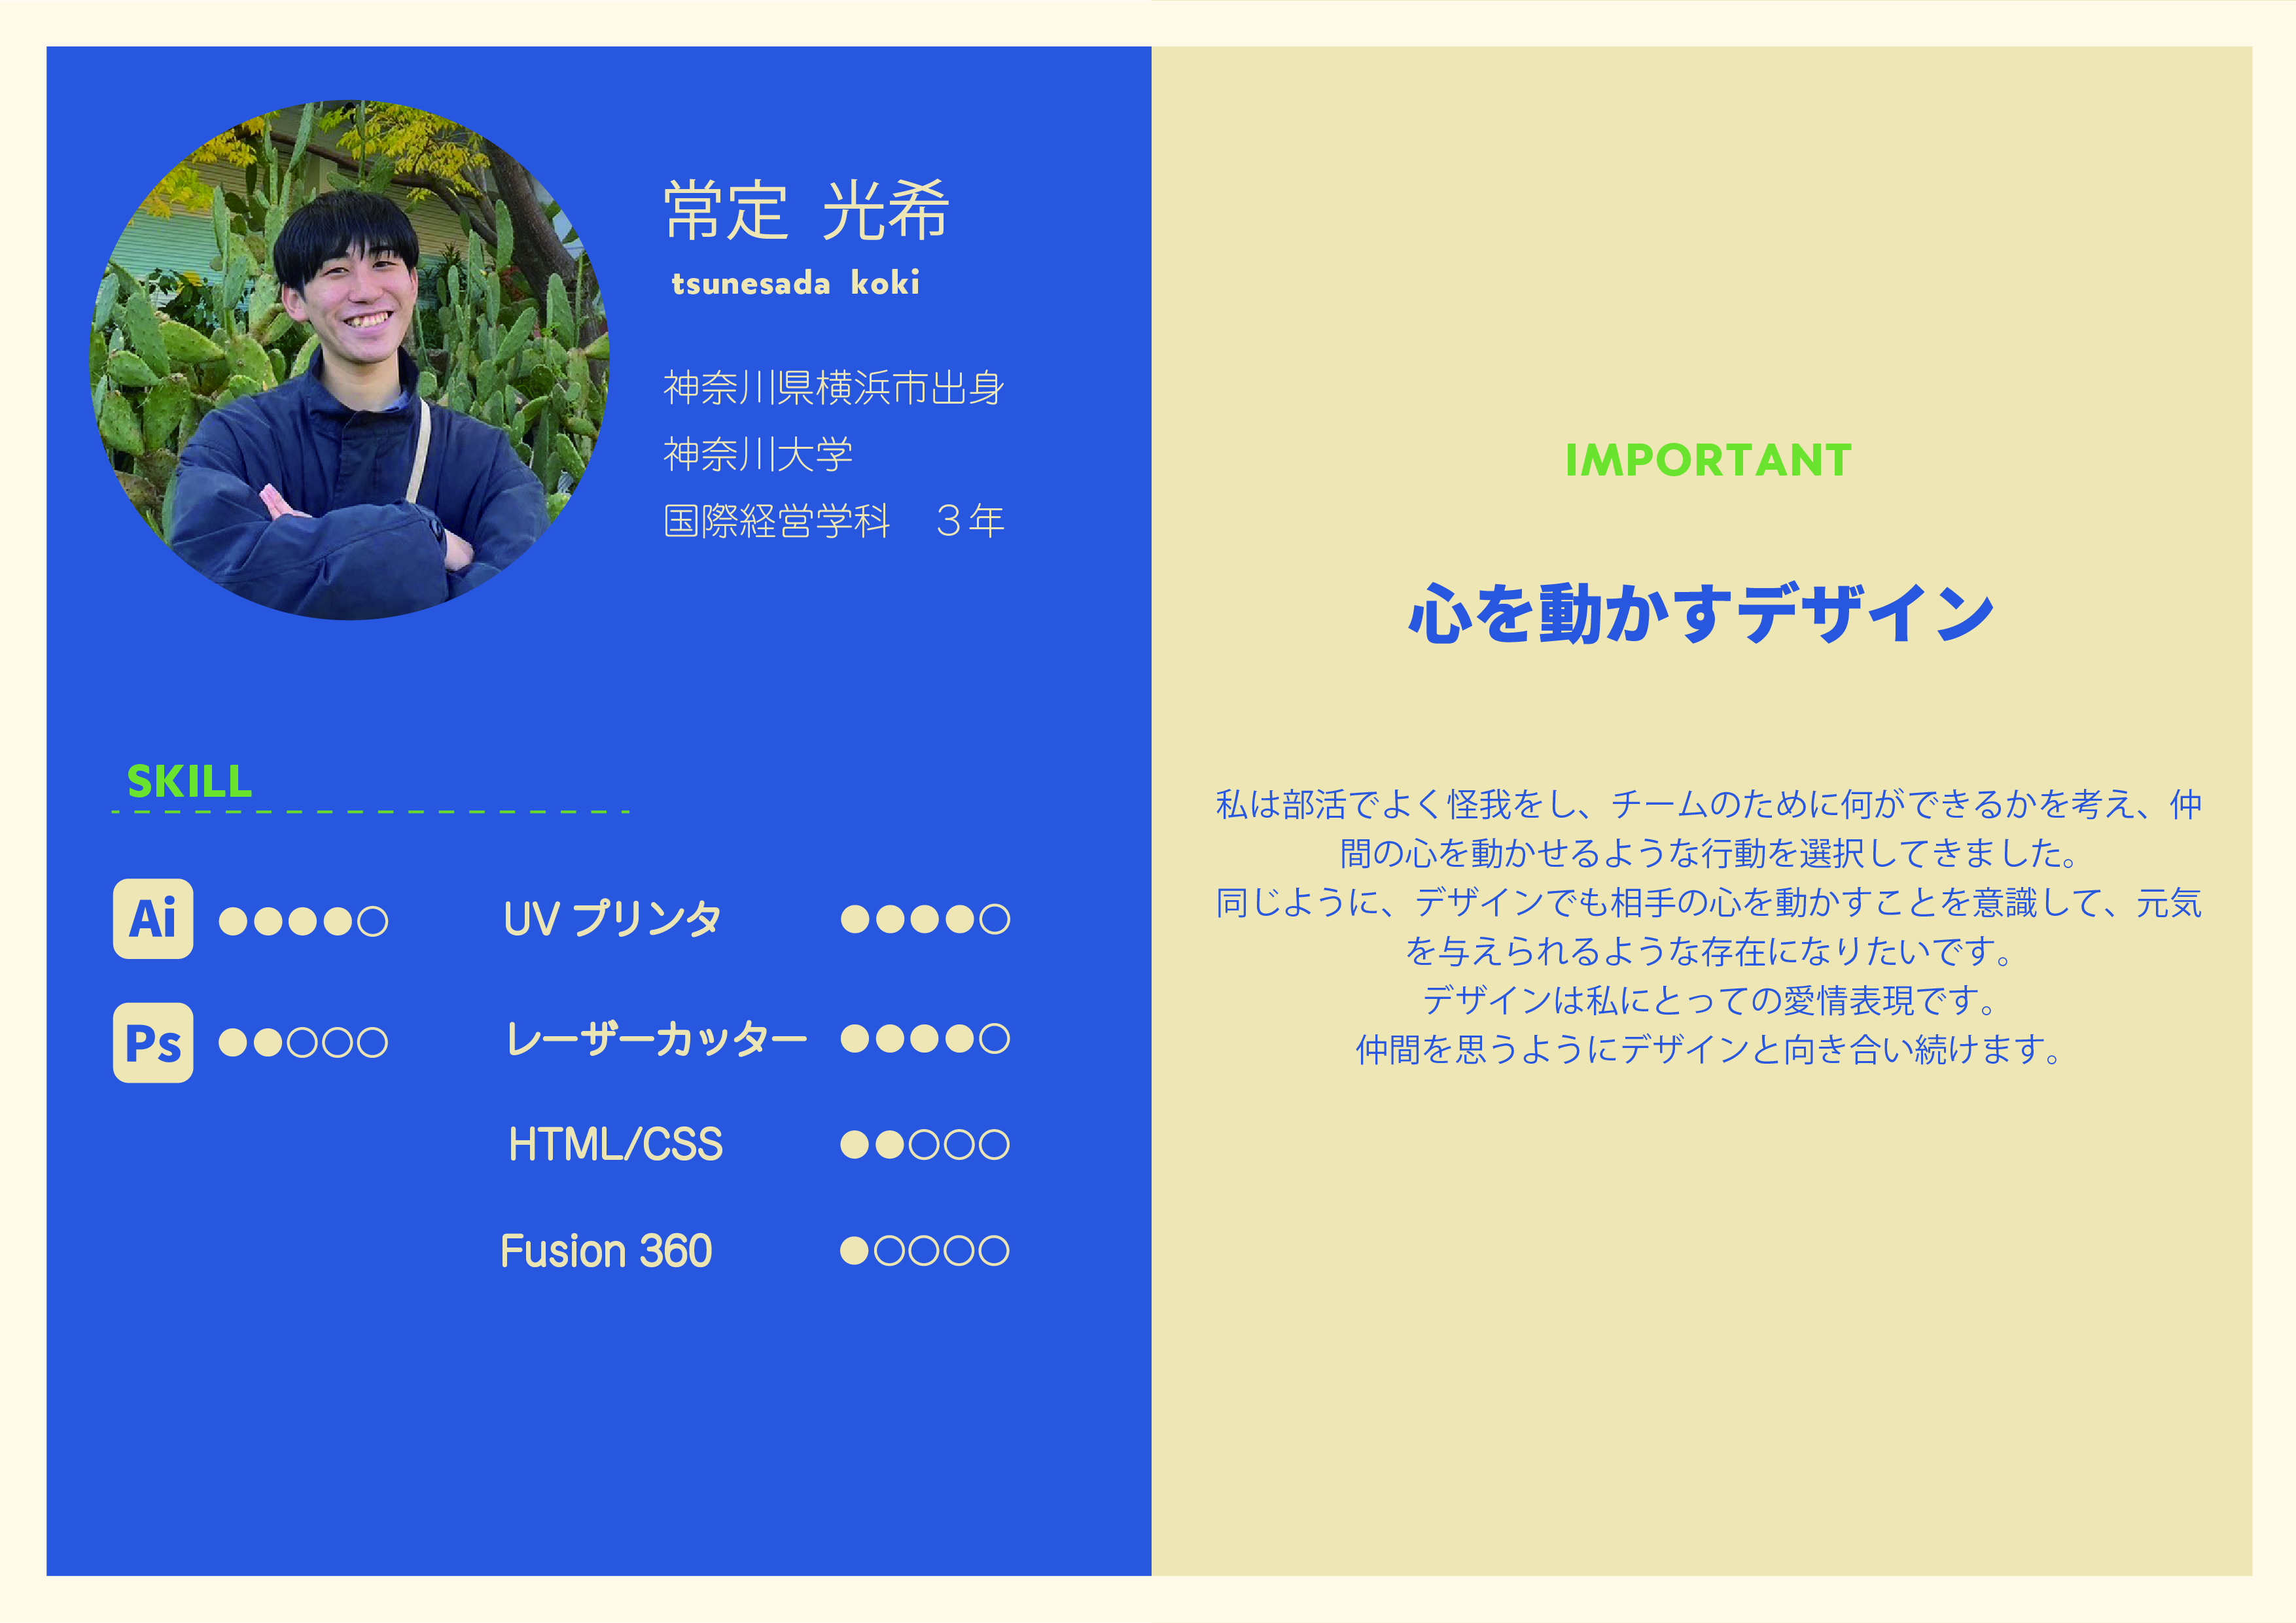 常定 光希
tsunesada koki
神奈川県横浜市出身
神奈川大学
国際経営学科　３年
SKILL
Ai ●●●●○
UV プリンタ ●●●●○
Ps ●●○○○
レーザーカッター ●●●●○
HTML/CSS ●●○○○
Fusion 360 ●○○○○
IMPORTANT
心を動かすデザイン
私は部活でよく怪我をし、チームのために何ができるかを考え、仲
間の心を動かせるような行動を選択してきました。
同じように、デザインでも相手の心を動かすことを意識して、元気
を与えられるような存在になりたいです。
デザインは私にとっての愛情表現です。
仲間を思うようにデザインと向き合い続けます。